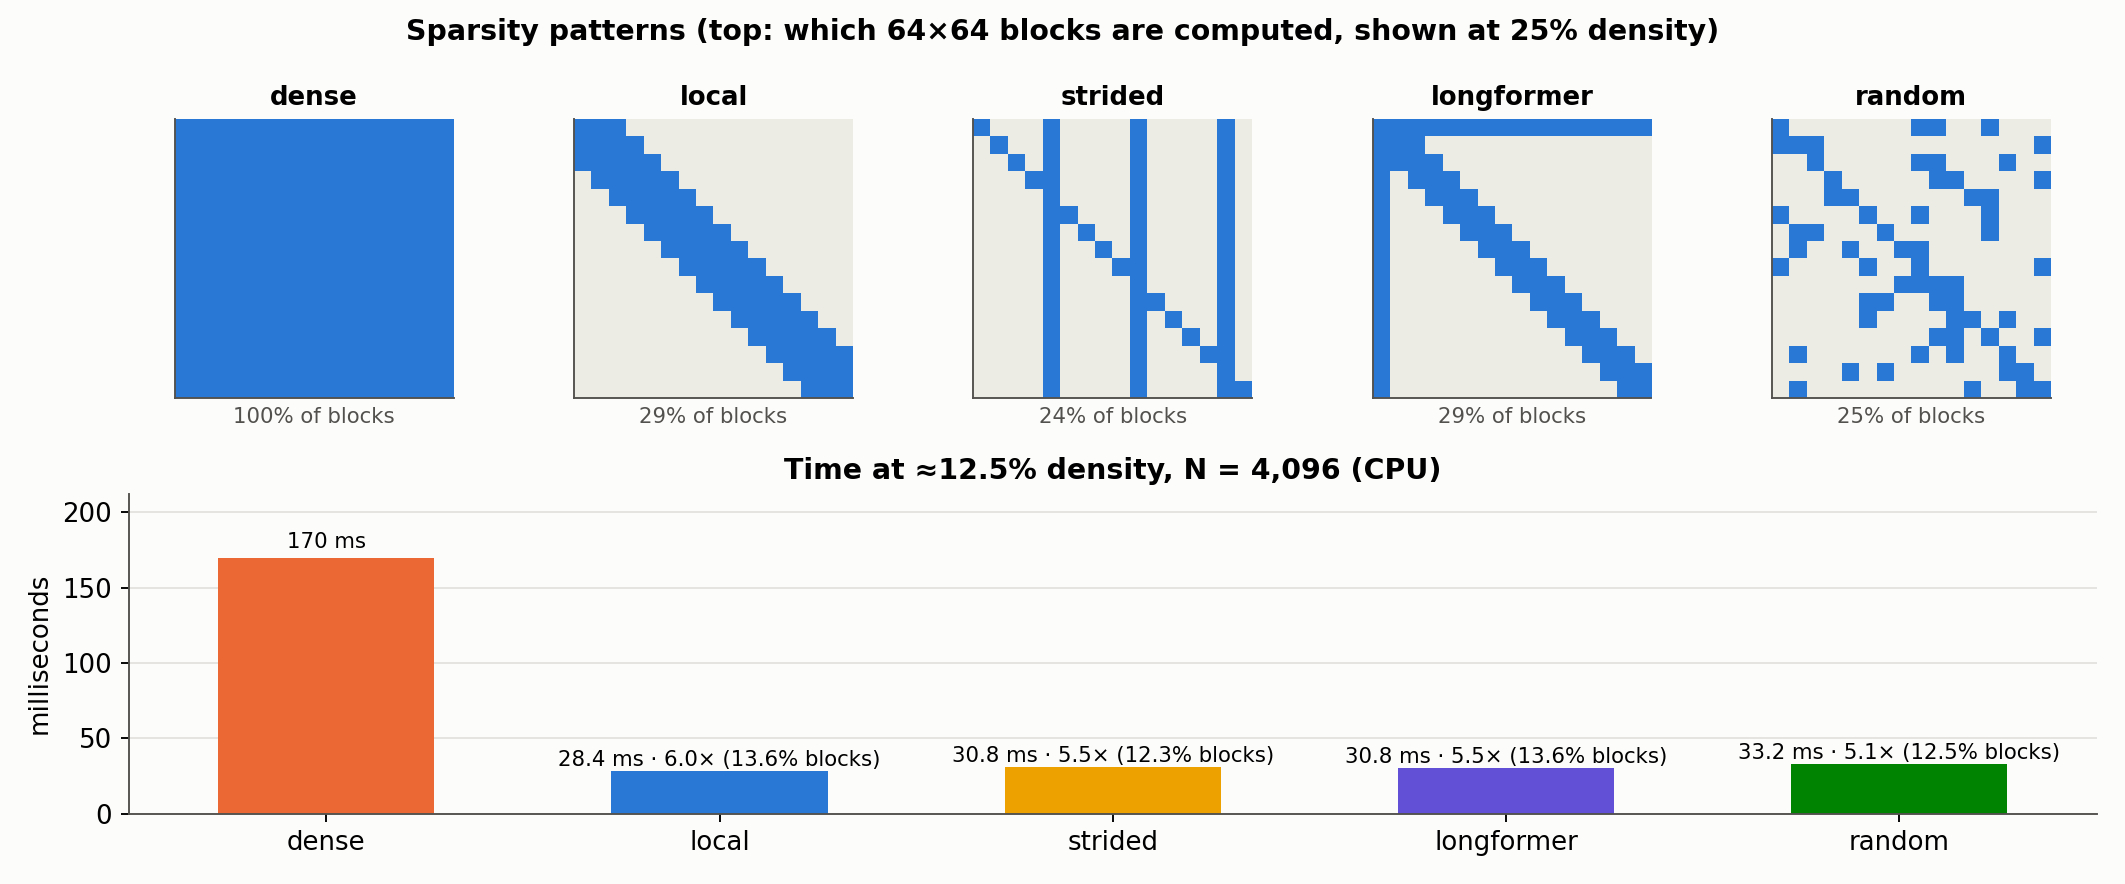 Sparsity patterns (top: which 64×64 blocks are computed, shown at 25% density)
dense
local
strided
longformer
random
100% of blocks
29% of blocks
24% of blocks
29% of blocks
25% of blocks
Time at ≈12.5% density, N = 4,096 (CPU)
milliseconds
200
150
100
50
0
170 ms
28.4 ms · 6.0× (13.6% blocks)
30.8 ms · 5.5× (12.3% blocks)
30.8 ms · 5.5× (13.6% blocks)
33.2 ms · 5.1× (12.5% blocks)
dense
local
strided
longformer
random